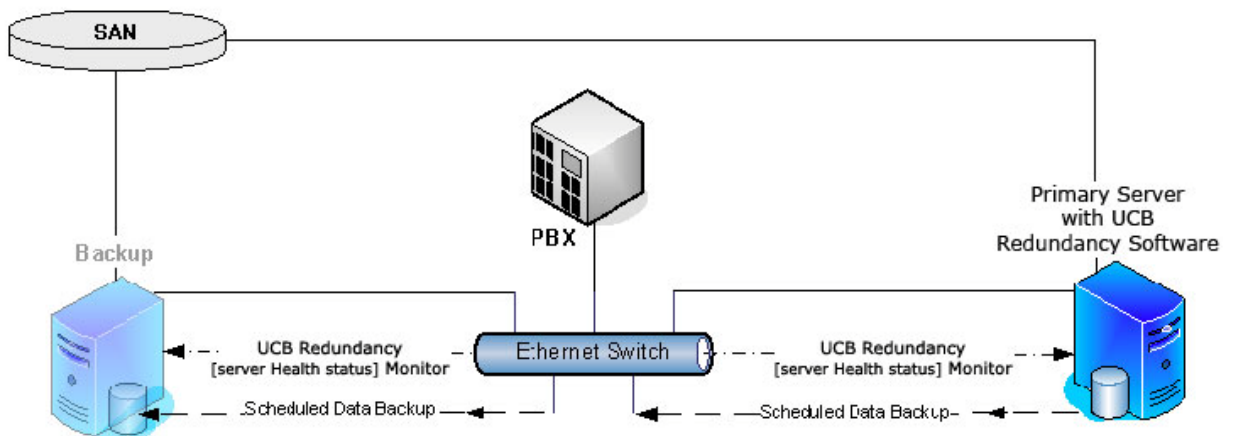 SAN
PBX
Primary Server
with UCB
Redundancy Software
Backup
Ethernet Switch
UCB Redundancy
[server Health status] Monitor
UCB Redundancy
[server Health status] Monitor
Scheduled Data Backup
Scheduled Data Backup